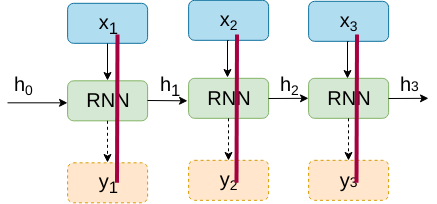 x₁ x₂ x₃
h₀ h₁ h₂ h₃
RNN RNN RNN
y₁ y₂ y₃